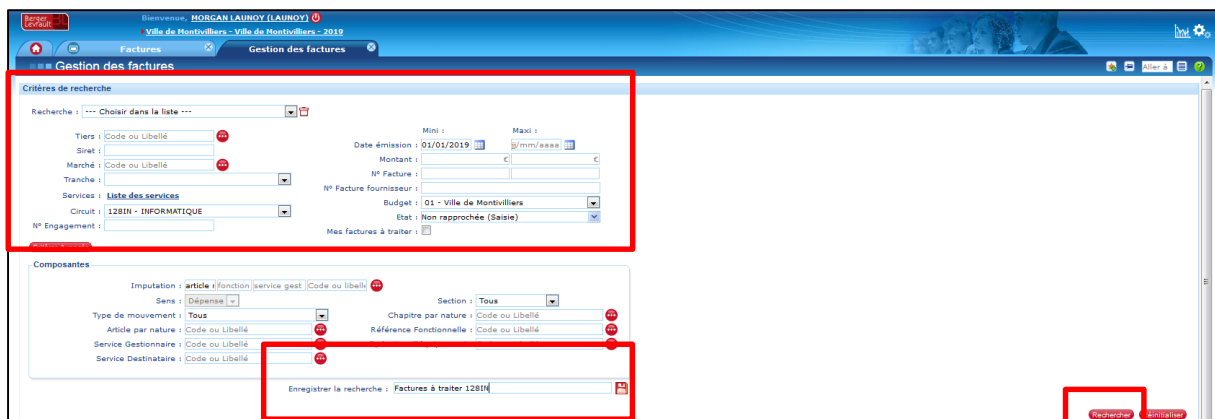 Berger Levrault
Bienvenue, MORGAN LAUNOY (LAUNOY)
Ville de Montivilliers - Ville de Montivilliers - 2019
Factures
Gestion des factures
Gestion des factures
Aller à
Critères de recherche
Recherche : --- Choisir dans la liste ---
Mini : Maxi :
Tiers : Code ou Libellé
Date émission : 01/01/2019 jj/mm/aaaa
Siret :
Montant : € €
Marché : Code ou Libellé
N° Facture :
Tranche :
N° Facture fournisseur :
Services : Liste des services
Budget : 01 - Ville de Montivilliers
Circuit : 128IN - INFORMATIQUE
Etat : Non rapprochée (Saisie)
N° Engagement :
Mes factures à traiter :
Composantes
Imputation : article fonction service gest Code ou libellé
Sens : Dépense
Section : Tous
Type de mouvement : Tous
Chapitre par nature : Code ou Libellé
Article par nature : Code ou Libellé
Référence Fonctionnelle : Code ou Libellé
Service Gestionnaire : Code ou Libellé
Service Destinataire : Code ou Libellé
Enregistrer la recherche : Factures à traiter 128IN
Rechercher Réinitialiser